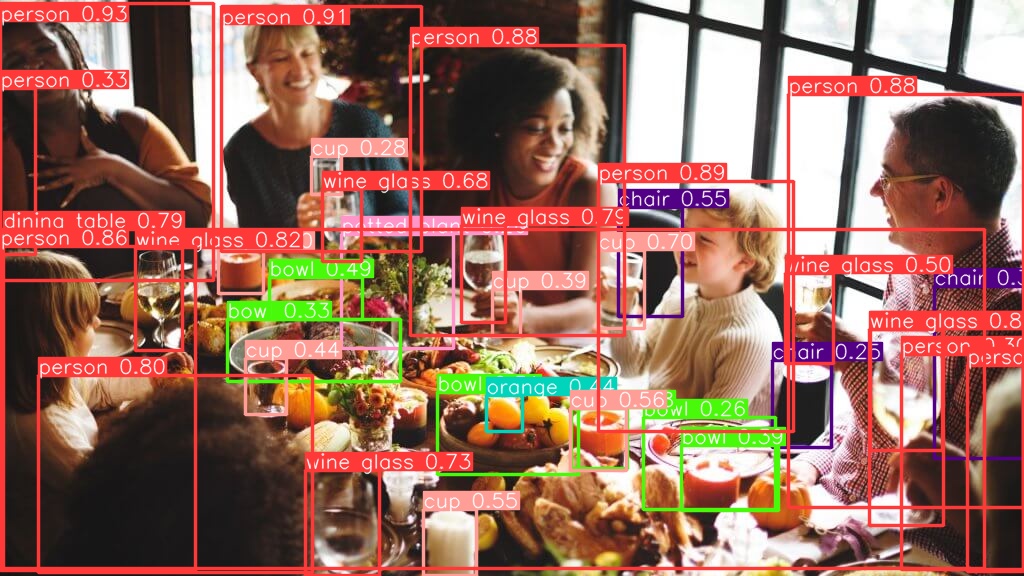 person 0.93
person 0.91
person 0.88
person 0.33
person 0.88
cup 0.28
wine glass 0.68
person 0.89
chair 0.55
dining table 0.79
wine glass 0.79
person 0.86
wine glass 0.82
cup 0.70
bowl 0.49
wine glass 0.50
cup 0.39
bowl 0.33
wine glass
cup 0.44
chair 0.25
person 0.80
bowl
orange 0.44
cup 0.56
bowl 0.26
bowl 0.39
wine glass 0.73
cup 0.55